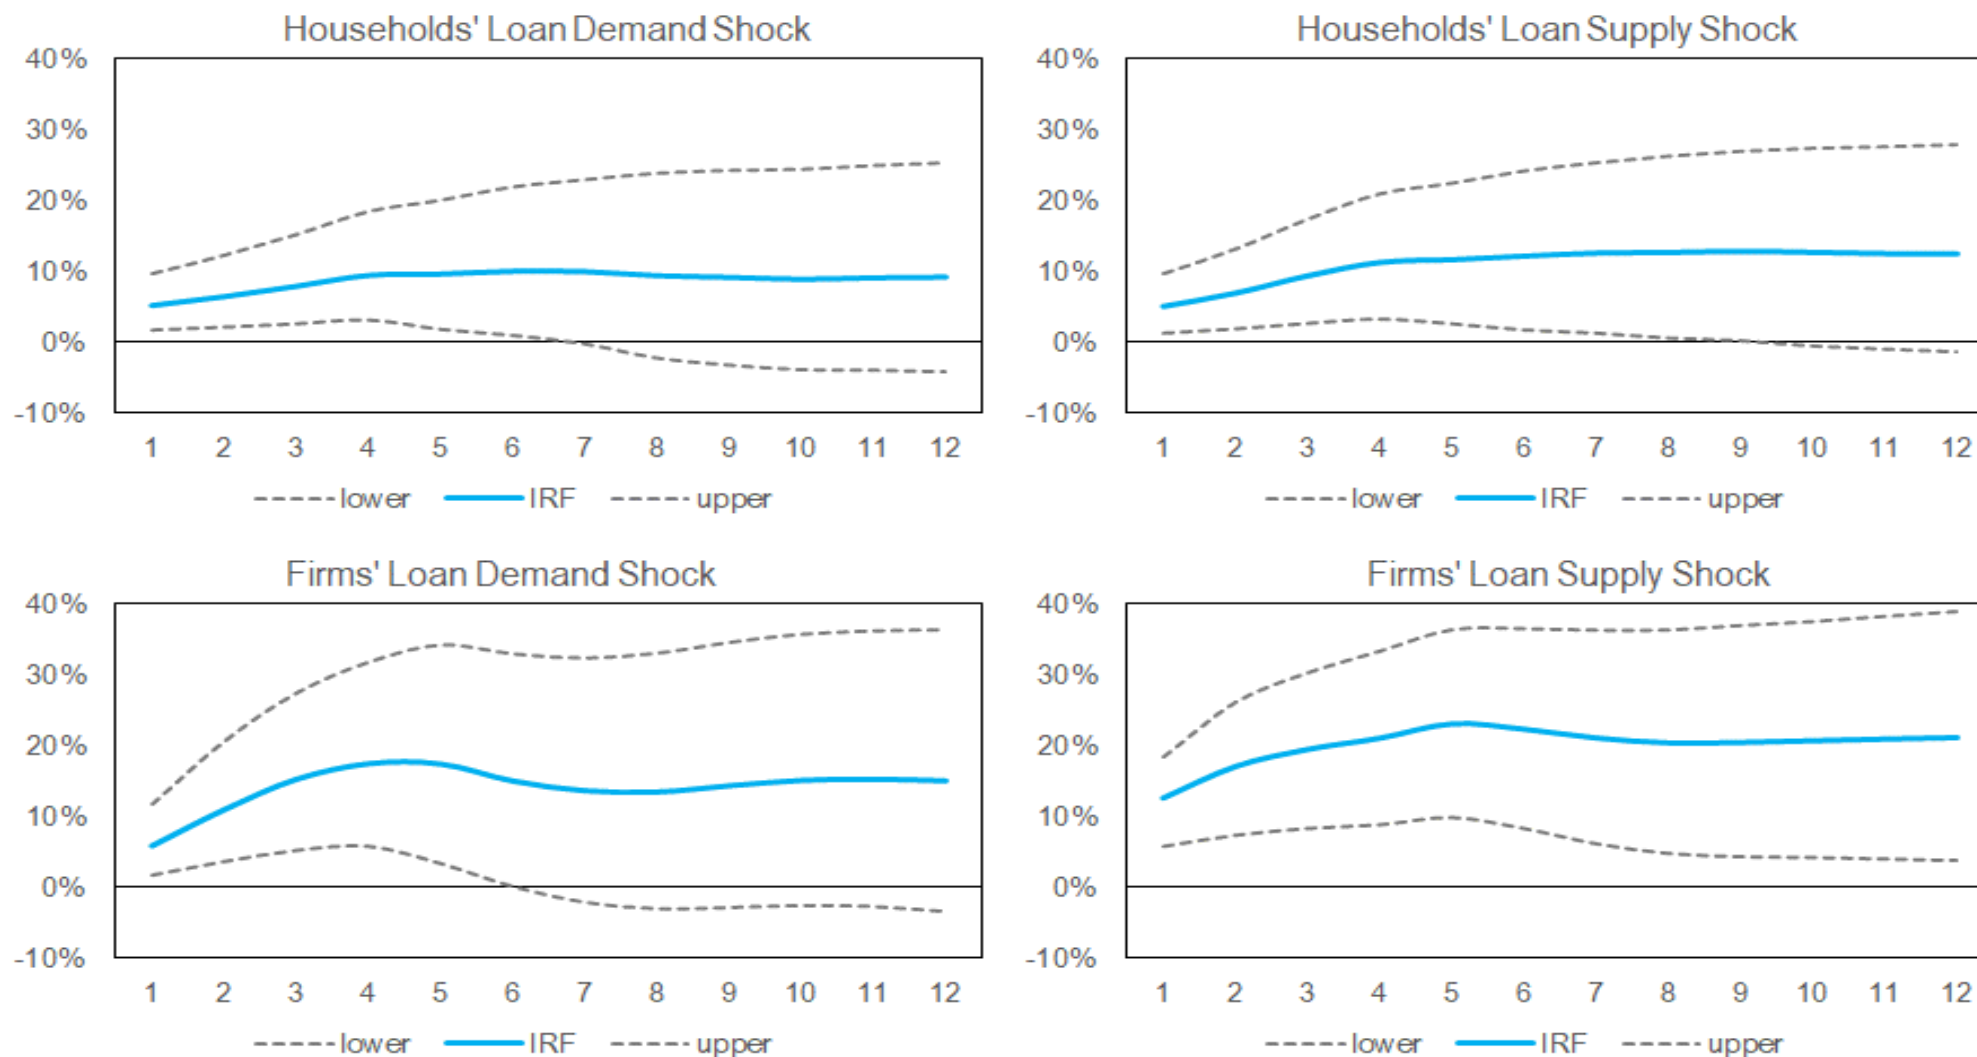 Households' Loan Demand Shock
40%
30%
20%
10%
0%
-10%
1 2 3 4 5 6 7 8 9 10 11 12
lower IRF upper
Households' Loan Supply Shock
40%
30%
20%
10%
0%
-10%
1 2 3 4 5 6 7 8 9 10 11 12
lower IRF upper
Firms' Loan Demand Shock
40%
30%
20%
10%
0%
-10%
1 2 3 4 5 6 7 8 9 10 11 12
lower IRF upper
Firms' Loan Supply Shock
40%
30%
20%
10%
0%
-10%
1 2 3 4 5 6 7 8 9 10 11 12
lower IRF upper